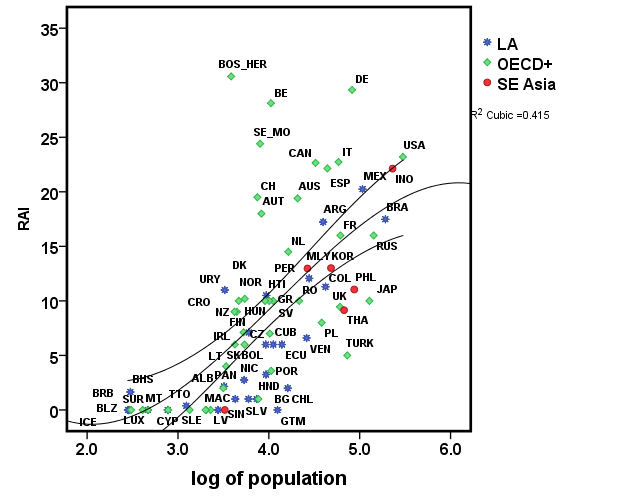 35
LA
OECD+
SE Asia
R² Cubic =0.415
BOS_HER
30
BE
DE
25
SE_MO
CAN
IT
USA
20
CH
AUT
AUS
ESP
MEX
INO
RAI
ARG
BRA
15
NL
FR
RUS
DK
PER
MLY
KOR
URY
NOR
HTI
RO
COL
PHL
10
CRO
NZ
HUN
GR
SV
UK
JAP
THA
FIN
IRL
CZ
CUB
PL
5
LT
SK
BOL
ECU
VEN
TURK
BRB
BHS
ALB
PAN
NIC
POR
HND
BLZ
SUR
MT
TTO
MAC
BG
CHL
0
ICE
LUX
CYP
SLE
LV
SIN
SLV
GTM
2.0
3.0
4.0
5.0
6.0
log of population